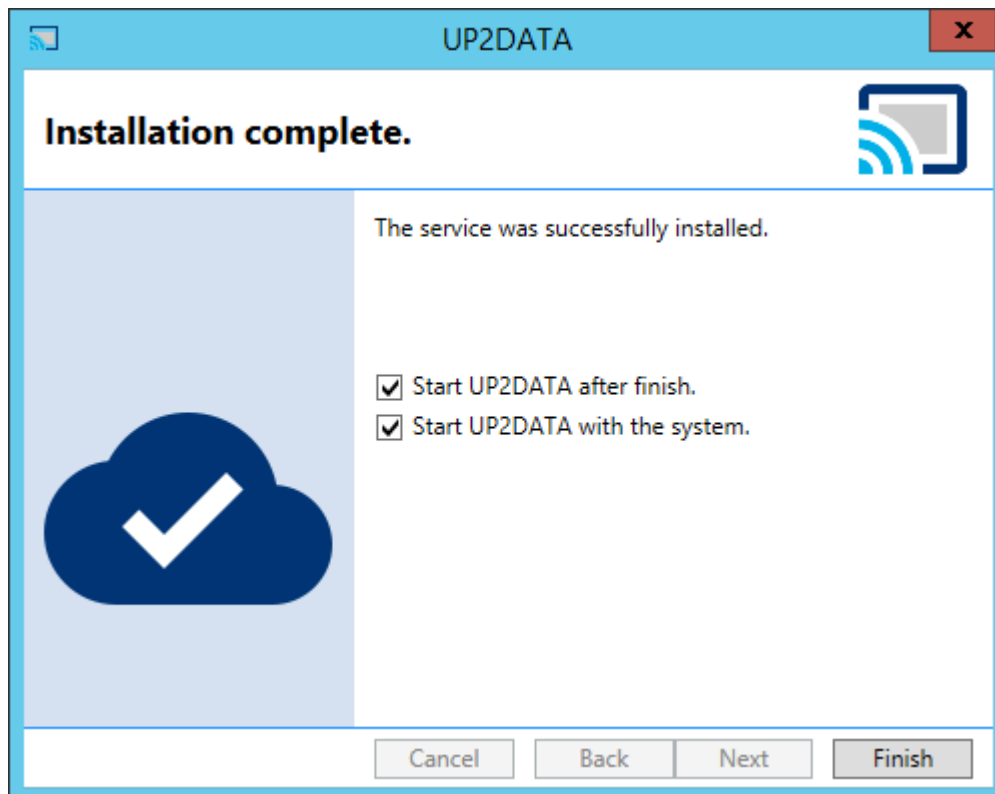 UP2DATA
x
Installation complete.
The service was successfully installed.
Start UP2DATA after finish.
Start UP2DATA with the system.
Cancel
Back
Next
Finish